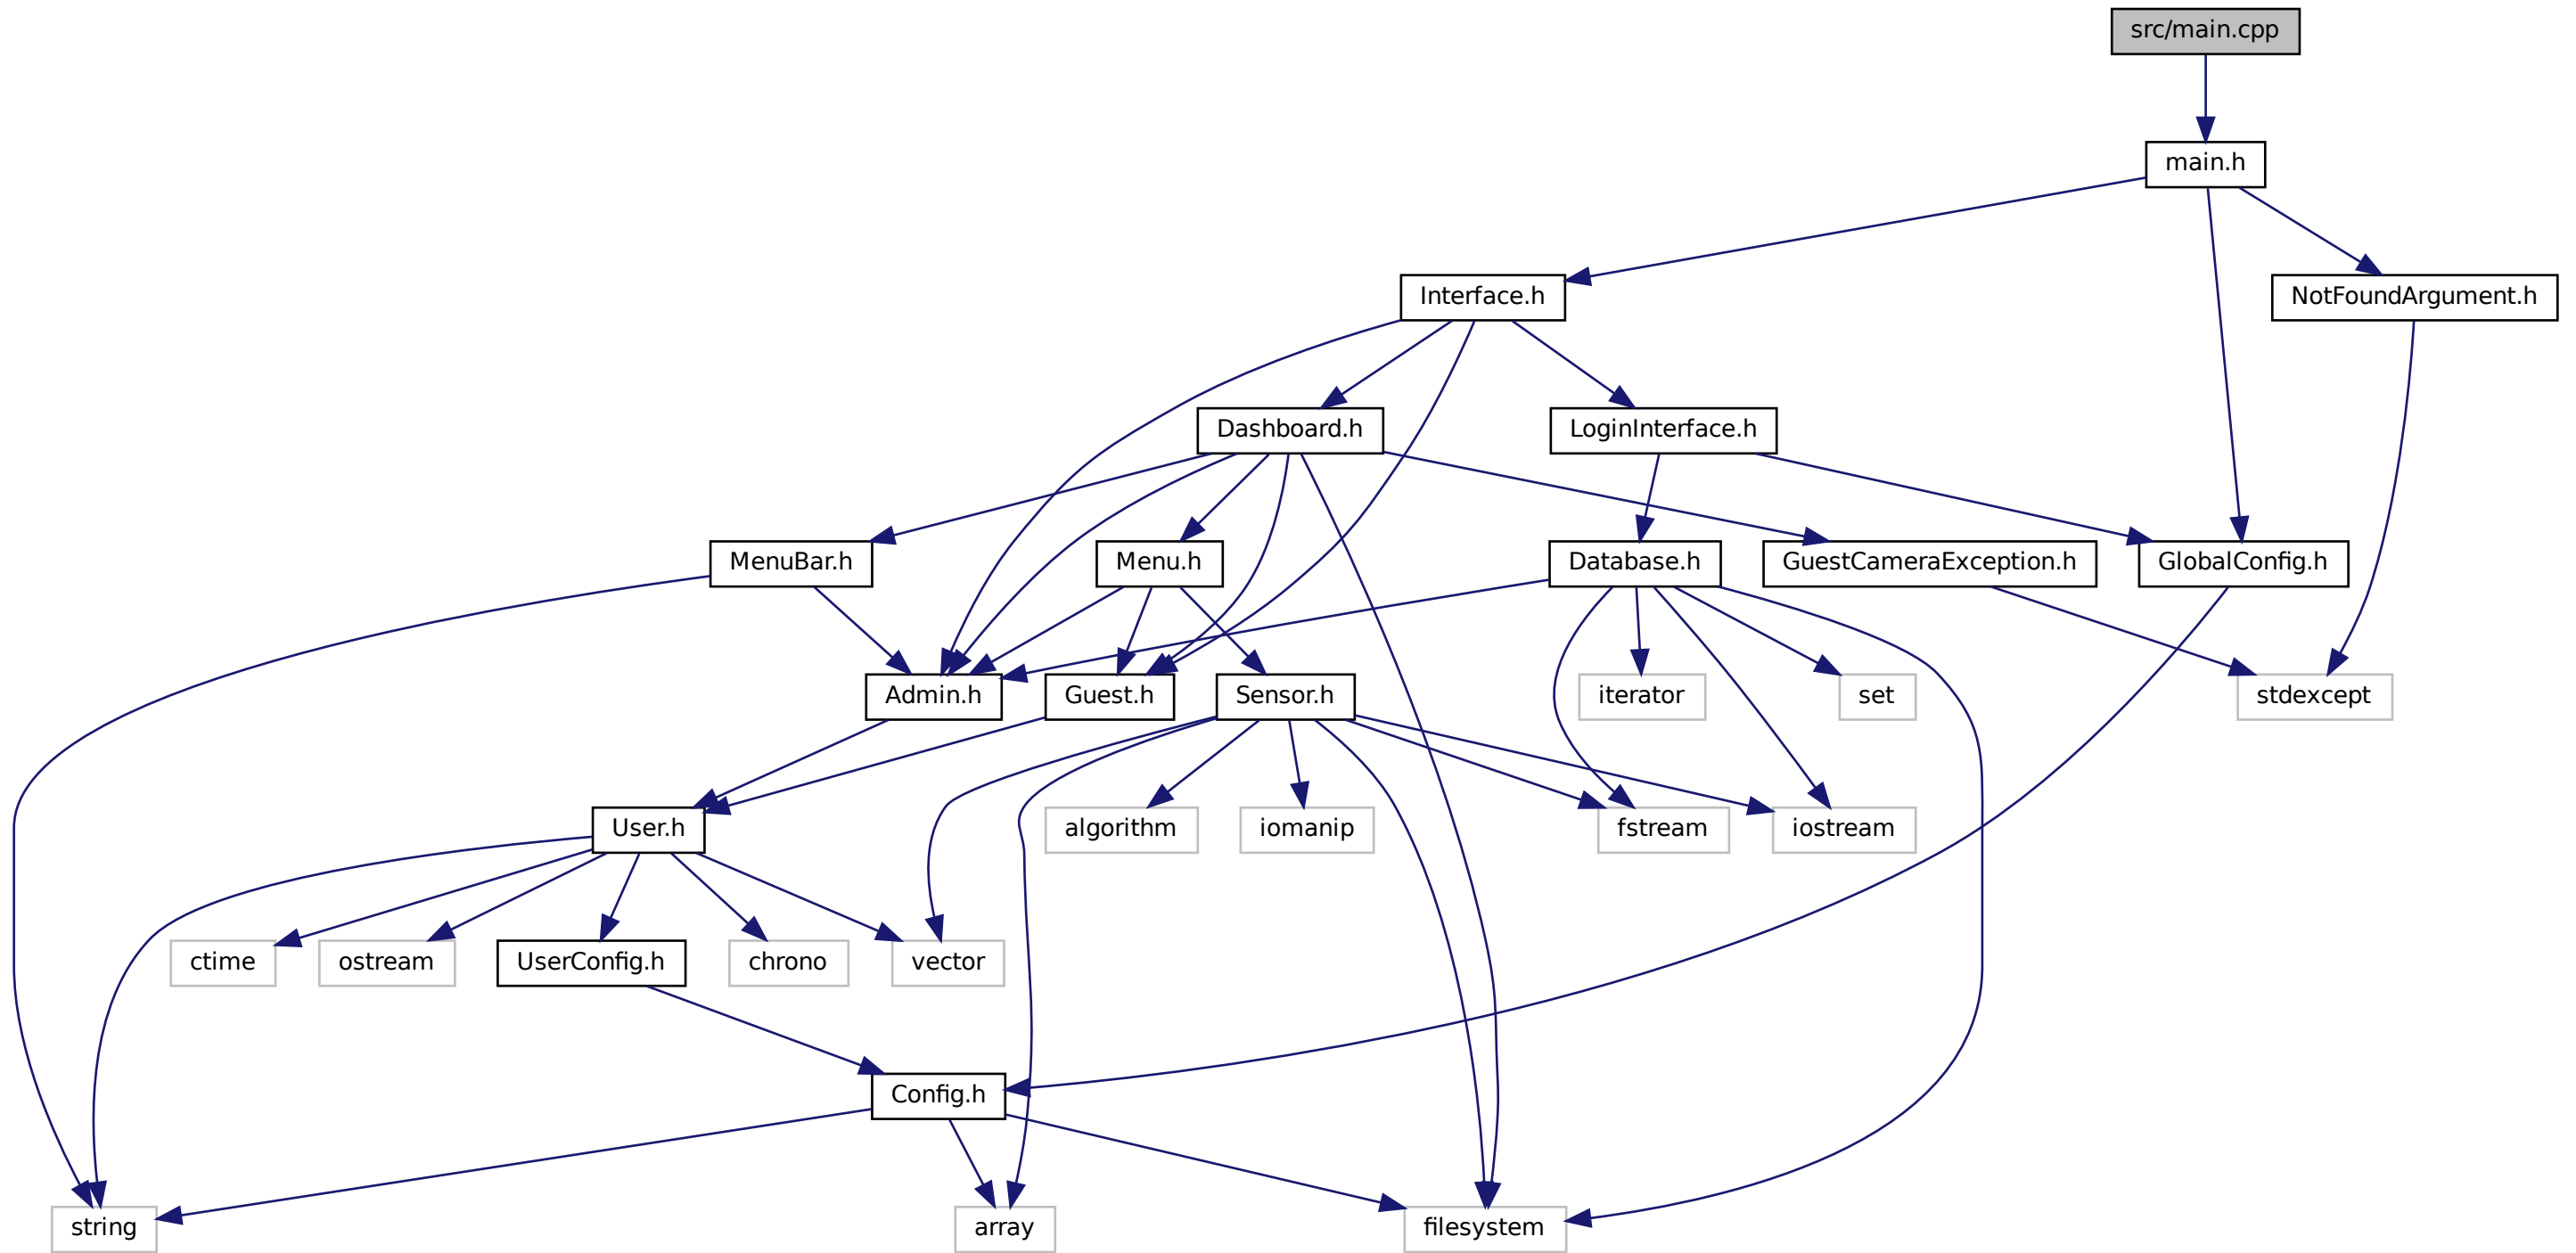 src/main.cpp
main.h
Interface.h
NotFoundArgument.h
Dashboard.h
LoginInterface.h
MenuBar.h
Menu.h
Database.h
GuestCameraException.h
GlobalConfig.h
Admin.h
Guest.h
Sensor.h
iterator
set
stdexcept
User.h
algorithm
iomanip
fstream
iostream
ctime
ostream
UserConfig.h
chrono
vector
Config.h
string
array
filesystem